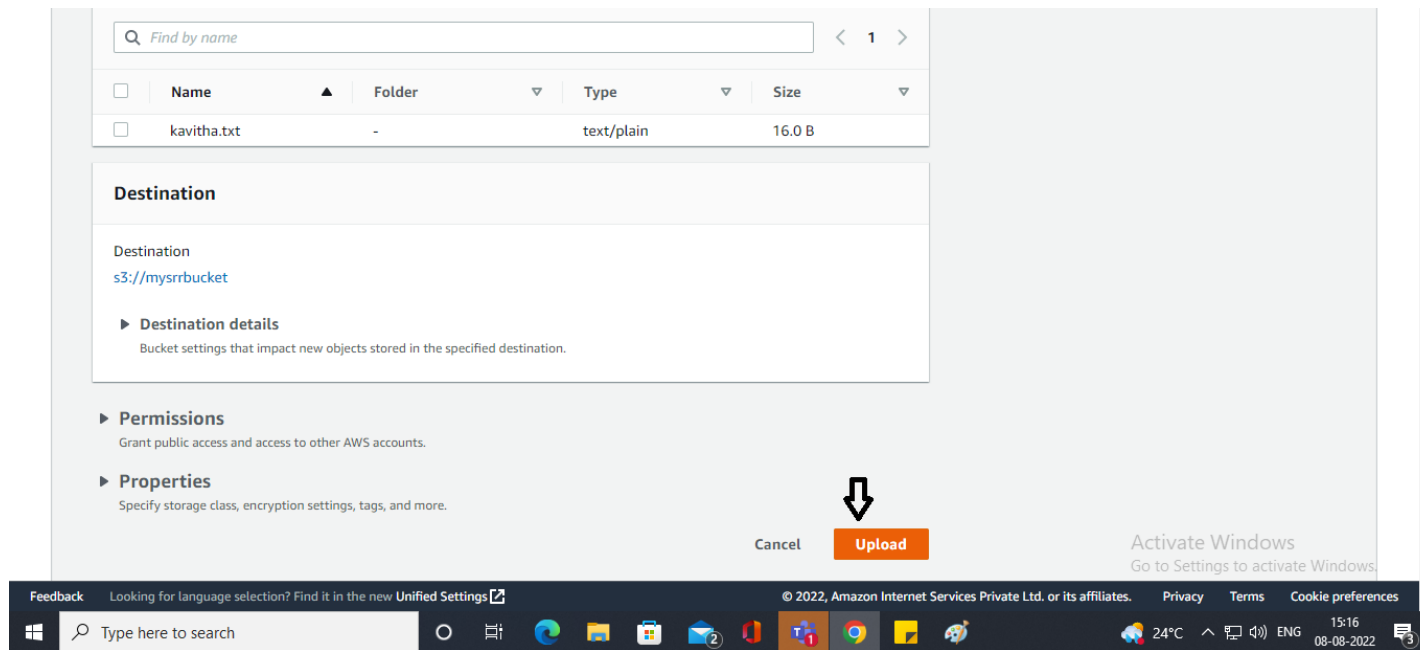 Find by name
1
Name Folder Type Size
kavitha.txt - text/plain 16.0 B
Destination
Destination
s3://mysrrbucket
Destination details
Bucket settings that impact new objects stored in the specified destination.
Permissions
Grant public access and access to other AWS accounts.
Properties
Specify storage class, encryption settings, tags, and more.
Cancel Upload
Activate Windows
Go to Settings to activate Windows.
Feedback Looking for language selection? Find it in the new Unified Settings © 2022, Amazon Internet Services Private Ltd. or its affiliates. Privacy Terms Cookie preferences
Type here to search 2 1 24°C ENG 15:16
08-08-2022 3